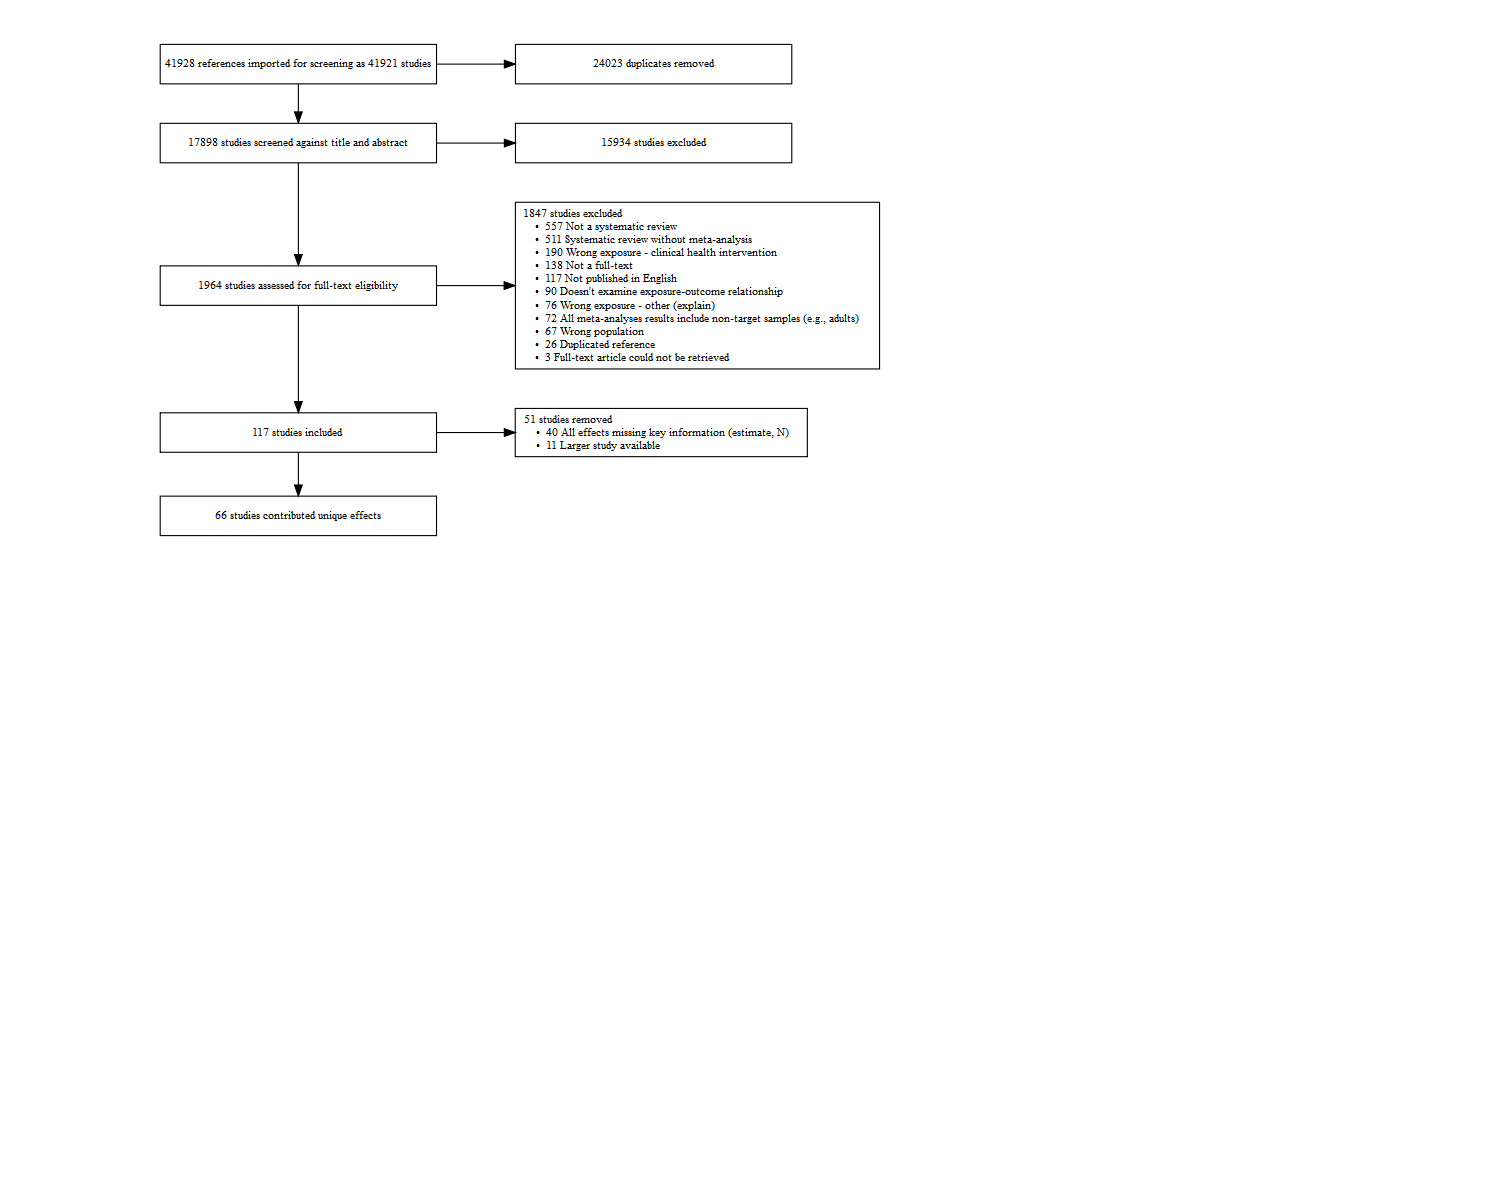 41928 references imported for screening as 41921 studies
24023 duplicates removed
17898 studies screened against title and abstract
15934 studies excluded
1964 studies assessed for full-text eligibility
1847 studies excluded
• 557 Not a systematic review
• 511 Systematic review without meta-analysis
• 190 Wrong exposure - clinical health intervention
• 138 Not a full-text
• 117 Not published in English
• 90 Doesn't examine exposure-outcome relationship
• 76 Wrong exposure - other (explain)
• 72 All meta-analyses results include non-target samples (e.g., adults)
• 67 Wrong population
• 26 Duplicated reference
• 3 Full-text article could not be retrieved
117 studies included
51 studies removed
• 40 All effects missing key information (estimate, N)
• 11 Larger study available
66 studies contributed unique effects